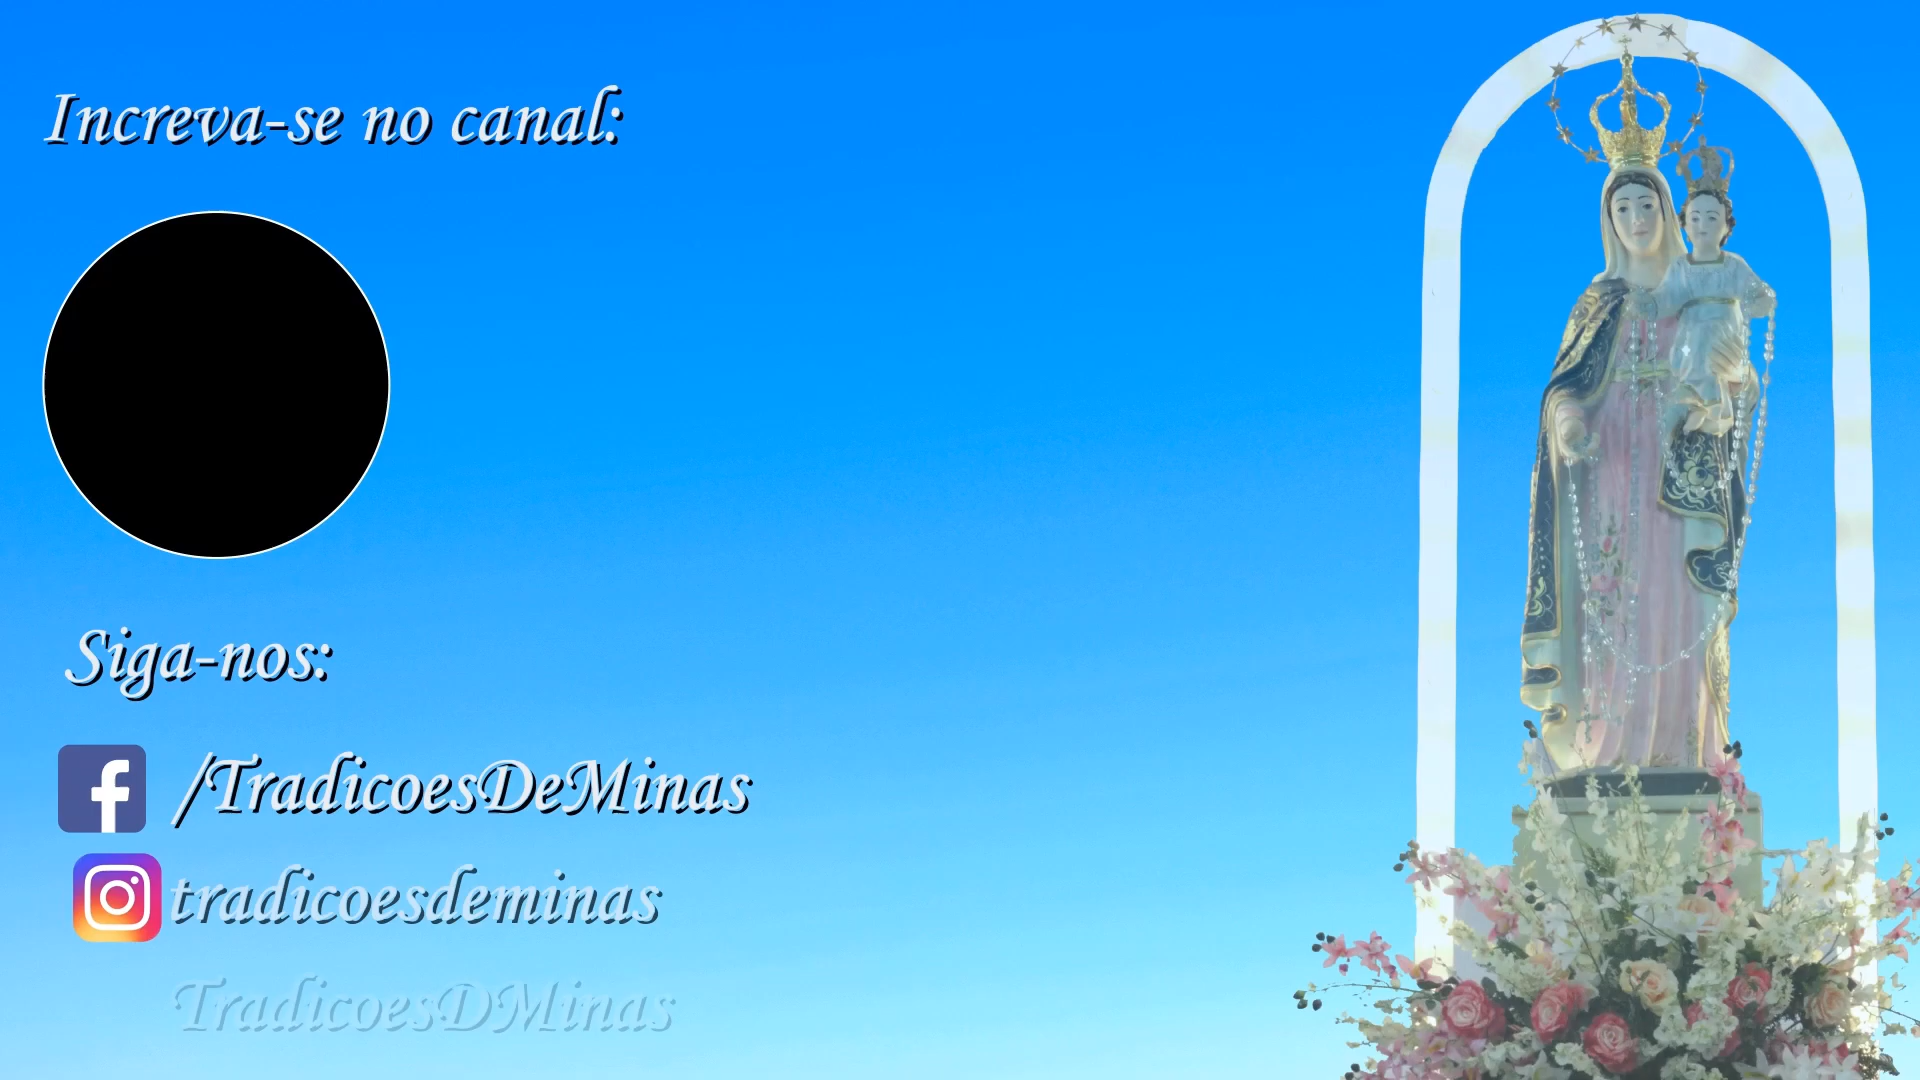 Increva-se no canal:
Siga-nos:
/TradicoesDeMinas
tradicoesdeminas
TradicoesDMinas